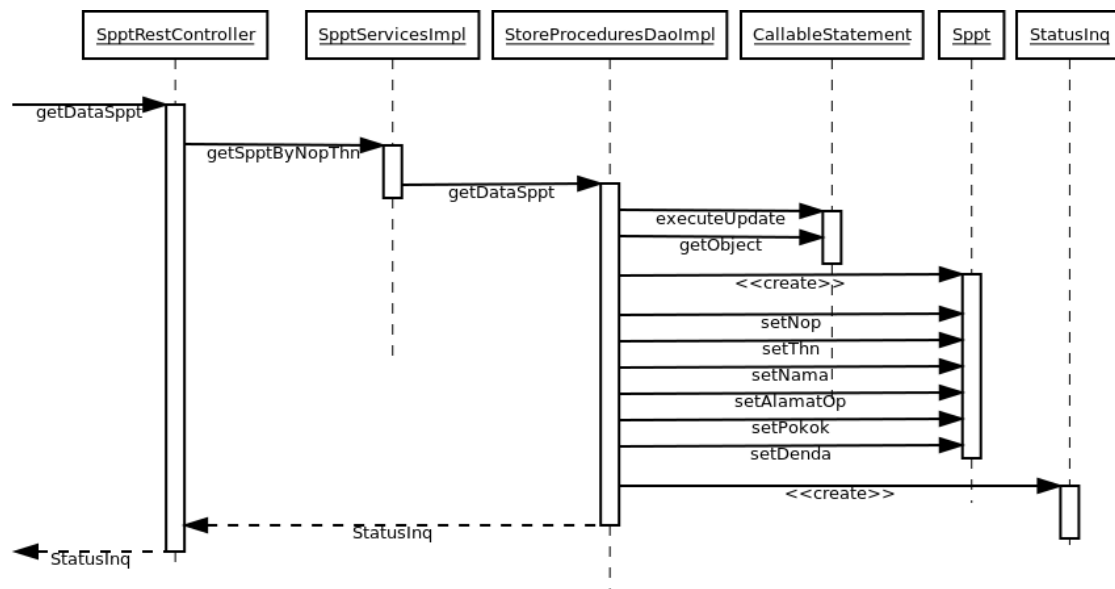 SpptRestController
SpptServicesImpl
StoreProceduresDaoImpl
CallableStatement
Sppt
StatusInq
getDataSppt
getSpptByNopThn
getDataSppt
executeUpdate
getObject
<<create>>
setNop
setThn
setNama
setAlamatOp
setPokok
setDenda
<<create>>
StatusInq
StatusInq